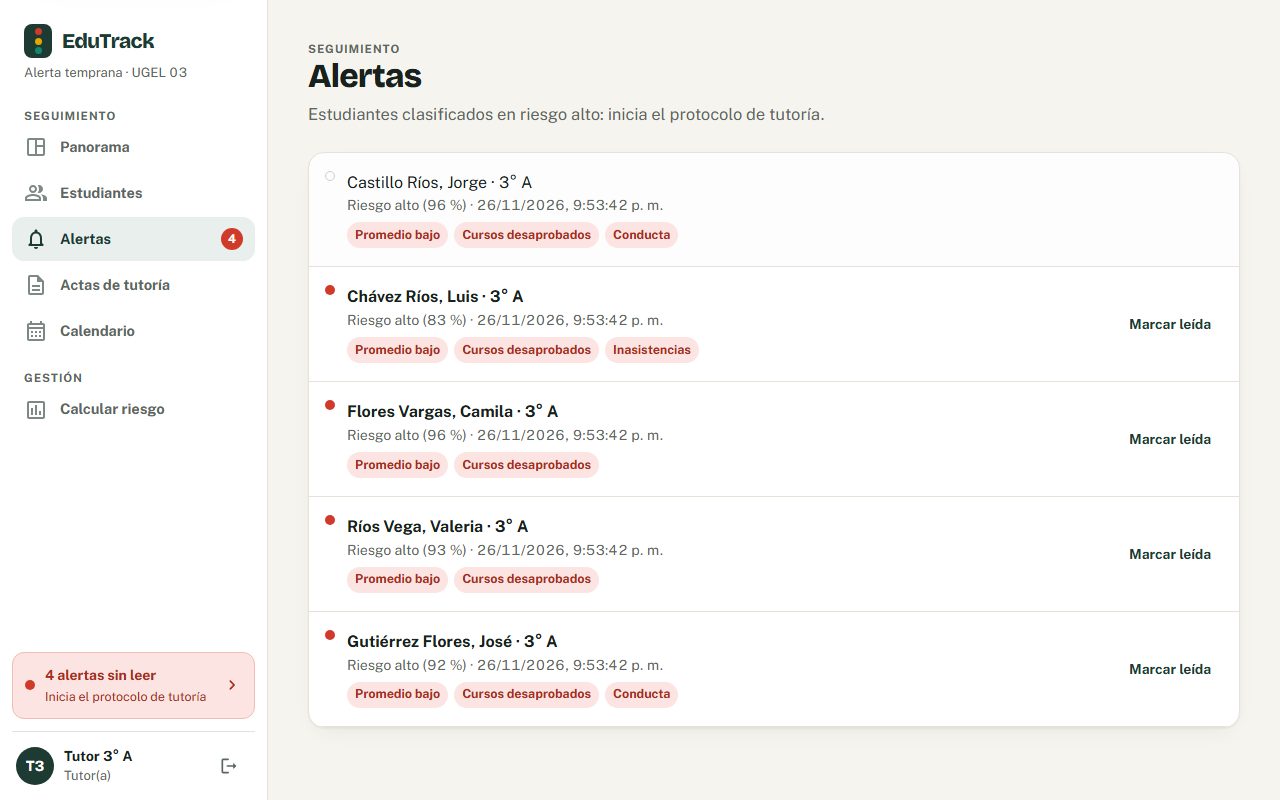 EduTrack
Alerta temprana · UGEL 03
SEGUIMIENTO
Panorama
Estudiantes
Alertas 4
Actas de tutoría
Calendario
GESTIÓN
Calcular riesgo
4 alertas sin leer
Inicia el protocolo de tutoría
T3
Tutor 3° A
Tutor(a)
SEGUIMIENTO
Alertas
Estudiantes clasificados en riesgo alto: inicia el protocolo de tutoría.
Castillo Ríos, Jorge · 3° A
Riesgo alto (96 %) · 26/11/2026, 9:53:42 p. m.
Promedio bajo Cursos desaprobados Conducta
Chávez Ríos, Luis · 3° A
Riesgo alto (83 %) · 26/11/2026, 9:53:42 p. m.
Marcar leída
Promedio bajo Cursos desaprobados Inasistencias
Flores Vargas, Camila · 3° A
Riesgo alto (96 %) · 26/11/2026, 9:53:42 p. m.
Marcar leída
Promedio bajo Cursos desaprobados
Ríos Vega, Valeria · 3° A
Riesgo alto (93 %) · 26/11/2026, 9:53:42 p. m.
Marcar leída
Promedio bajo Cursos desaprobados
Gutiérrez Flores, José · 3° A
Riesgo alto (92 %) · 26/11/2026, 9:53:42 p. m.
Marcar leída
Promedio bajo Cursos desaprobados Conducta